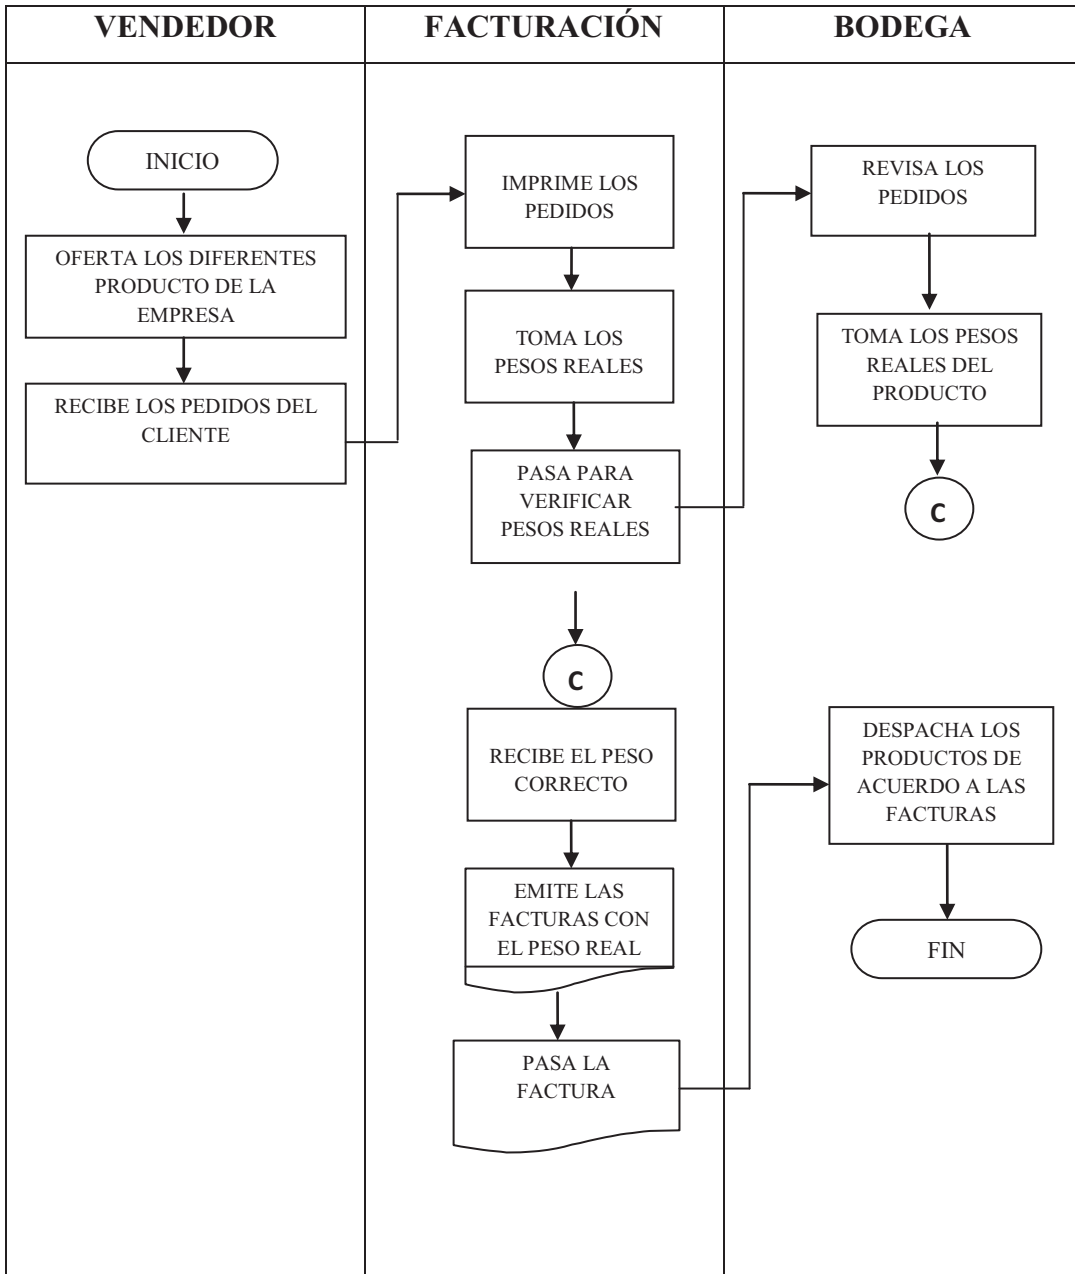 VENDEDOR
FACTURACIÓN
BODEGA
INICIO
OFERTA LOS DIFERENTES
PRODUCTO DE LA
EMPRESA
RECIBE LOS PEDIDOS DEL
CLIENTE
IMPRIME LOS
PEDIDOS
TOMA LOS
PESOS REALES
PASA PARA
VERIFICAR
PESOS REALES
REVISA LOS
PEDIDOS
TOMA LOS PESOS
REALES DEL
PRODUCTO
C
C
RECIBE EL PESO
CORRECTO
EMITE LAS
FACTURAS CON
EL PESO REAL
PASA LA
FACTURA
DESPACHA LOS
PRODUCTOS DE
ACUERDO A LAS
FACTURAS
FIN